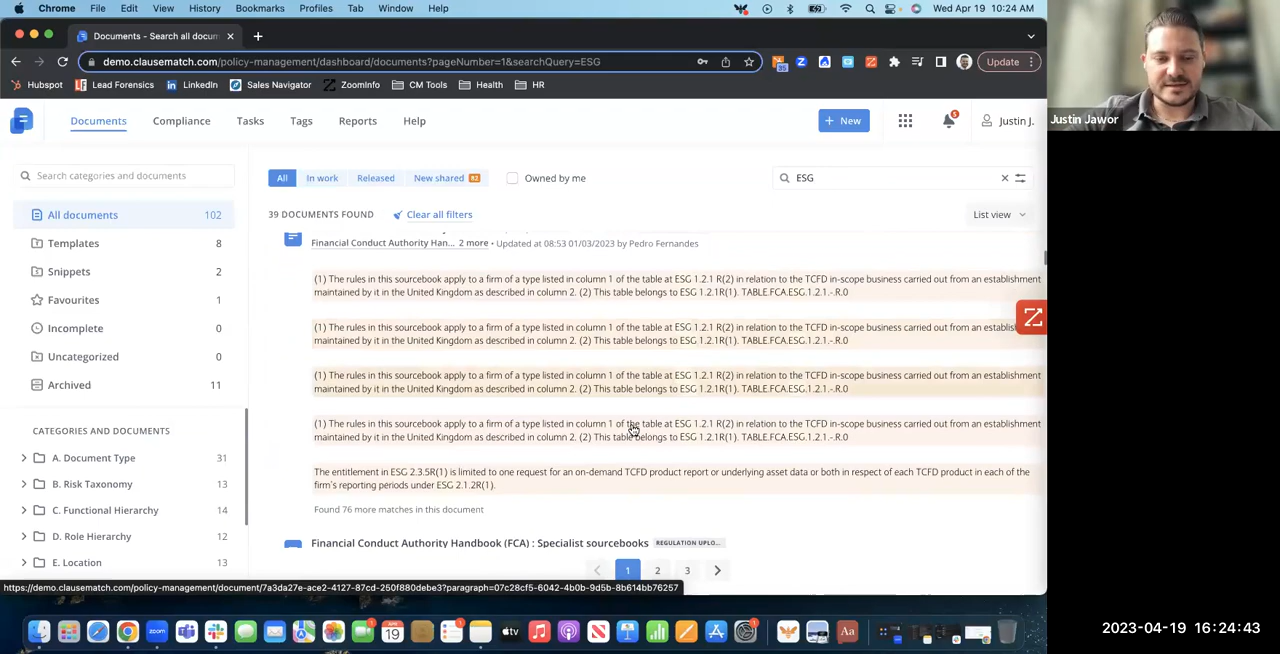 Chrome File Edit View History Bookmarks Profiles Tab Window Help Wed Apr 19 10:24 AM
Documents - Search all docum
demo.clausematch.com/policy-management/dashboard/documents?pageNumber=1&searchQuery=ESG Update
Hubspot Lead Forensics LinkedIn Sales Navigator ZoomInfo CM Tools Health HR
Justin Jawor
Documents Compliance Tasks Tags Reports Help + New 5 Justin J.
Search categories and documents All In work Released New shared 82 Owned by me ESG
All documents 102 39 DOCUMENTS FOUND Clear all filters List view
Templates 8
Snippets 2
Favourites 1
Incomplete 0
Uncategorized 0
Archived 11
CATEGORIES AND DOCUMENTS
A. Document Type 31
B. Risk Taxonomy 13
C. Functional Hierarchy 14
D. Role Hierarchy 12
E. Location 13
Financial Conduct Authority Han... 2 more • Updated at 08:53 01/03/2023 by Pedro Fernandes
(1) The rules in this sourcebook apply to a firm of a type listed in column 1 of the table at ESG 1.2.1 R(2) in relation to the TCFD in-scope business carried out from an establishment
maintained by it in the United Kingdom as described in column 2. (2) This table belongs to ESG 1.2.1R(1). TABLE.FCA.ESG.1.2.1.-.R.0
(1) The rules in this sourcebook apply to a firm of a type listed in column 1 of the table at ESG 1.2.1 R(2) in relation to the TCFD in-scope business carried out from an establis
maintained by it in the United Kingdom as described in column 2. (2) This table belongs to ESG 1.2.1R(1). TABLE.FCA.ESG.1.2.1.-.R.0
(1) The rules in this sourcebook apply to a firm of a type listed in column 1 of the table at ESG 1.2.1 R(2) in relation to the TCFD in-scope business carried out from an establishment
maintained by it in the United Kingdom as described in column 2. (2) This table belongs to ESG 1.2.1R(1). TABLE.FCA.ESG.1.2.1.-.R.0
(1) The rules in this sourcebook apply to a firm of a type listed in column 1 of the table at ESG 1.2.1 R(2) in relation to the TCFD in-scope business carried out from an establishment
maintained by it in the United Kingdom as described in column 2. (2) This table belongs to ESG 1.2.1R(1). TABLE.FCA.ESG.1.2.1.-.R.0
The entitlement in ESG 2.3.5R(1) is limited to one request for an on-demand TCFD product report or underlying asset data or both in respect of each TCFD product in each of the
firm's reporting periods under ESG 2.1.2R(1).
Found 76 more matches in this document
Financial Conduct Authority Handbook (FCA) : Specialist sourcebooks REGULATION UPLO...
1 2 3
https://demo.clausematch.com/policy-management/document/7a3da27e-ace2-4127-87cd-250f880debe3?paragraph=07c28cf5-6042-4b0b-9d5b-8b614bb76257
2023-04-19 16:24:43